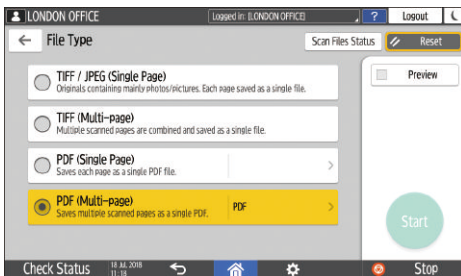 LONDON OFFICE
Logged in: [LONDON OFFICE]
?
Logout
File Type
Scan Files Status
Reset
TIFF / JPEG (Single Page)
Originals containing mainly photos/pictures. Each page saved as a single file.
Preview
TIFF (Multi-page)
Multiple scanned pages are combined and saved as a single file.
PDF (Single Page)
Saves each page as a single PDF file.
PDF (Multi-page)
Saves multiple scanned pages as a single PDF.
PDF
Start
Check Status
18 JUL 2018
11:18
Stop